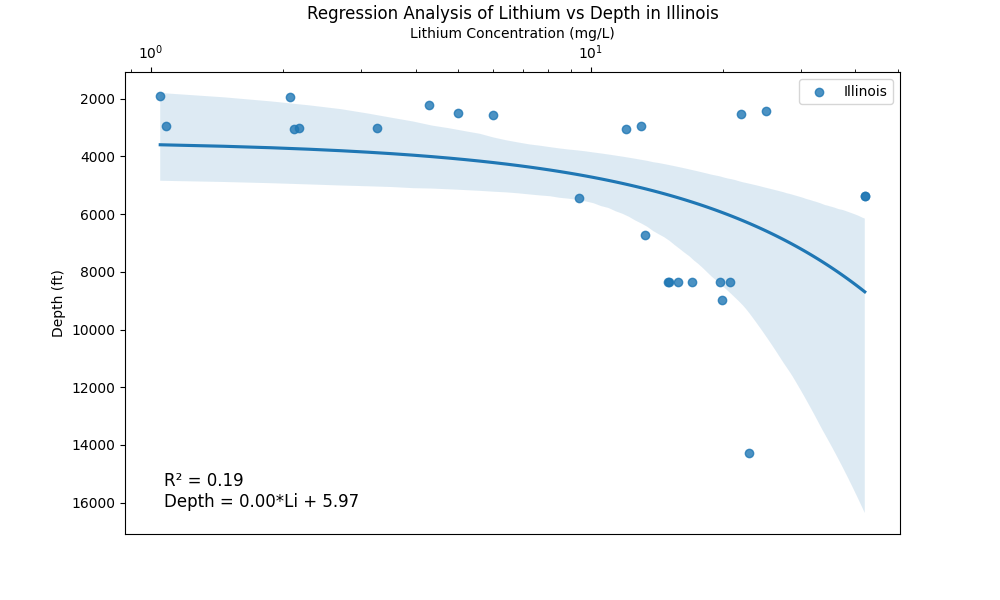 Regression Analysis of Lithium vs Depth in Illinois
Lithium Concentration (mg/L)
10⁰
10¹
Illinois
2000
4000
6000
8000
10000
12000
14000
16000
Depth (ft)
R² = 0.19
Depth = 0.00*Li + 5.97